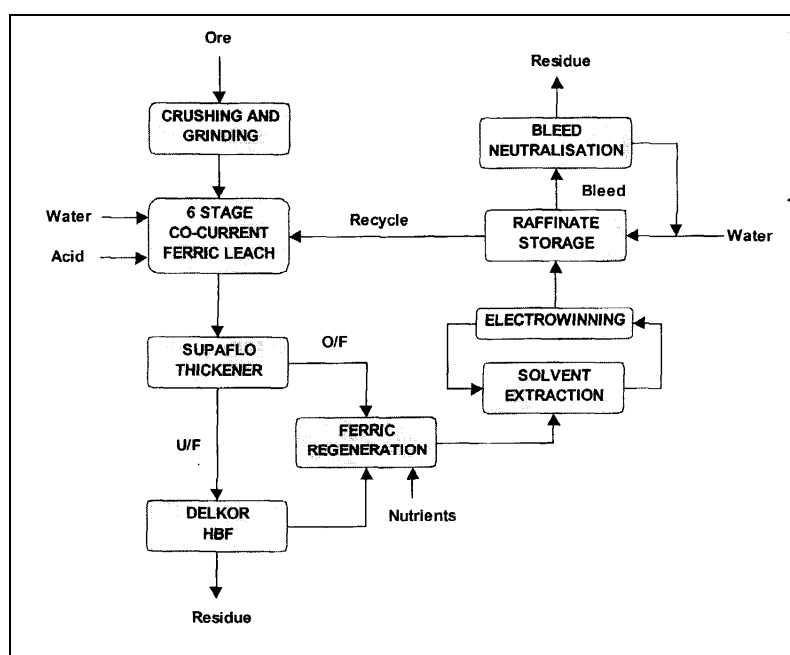 Ore
CRUSHING AND
GRINDING
Water
Acid
6 STAGE
CO-CURRENT
FERRIC LEACH
Recycle
SUPAFLO
THICKENER
O/F
U/F
DELKOR
HBF
Residue
FERRIC
REGENERATION
Nutrients
Residue
BLEED
NEUTRALISATION
Bleed
RAFFINATE
STORAGE
Water
ELECTROWINNING
SOLVENT
EXTRACTION